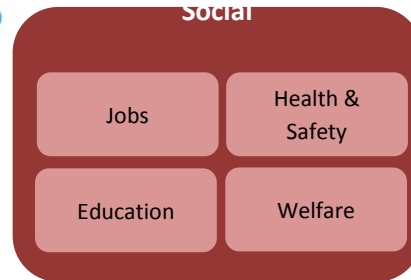 Social
Jobs
Health &
Safety
Education
Welfare